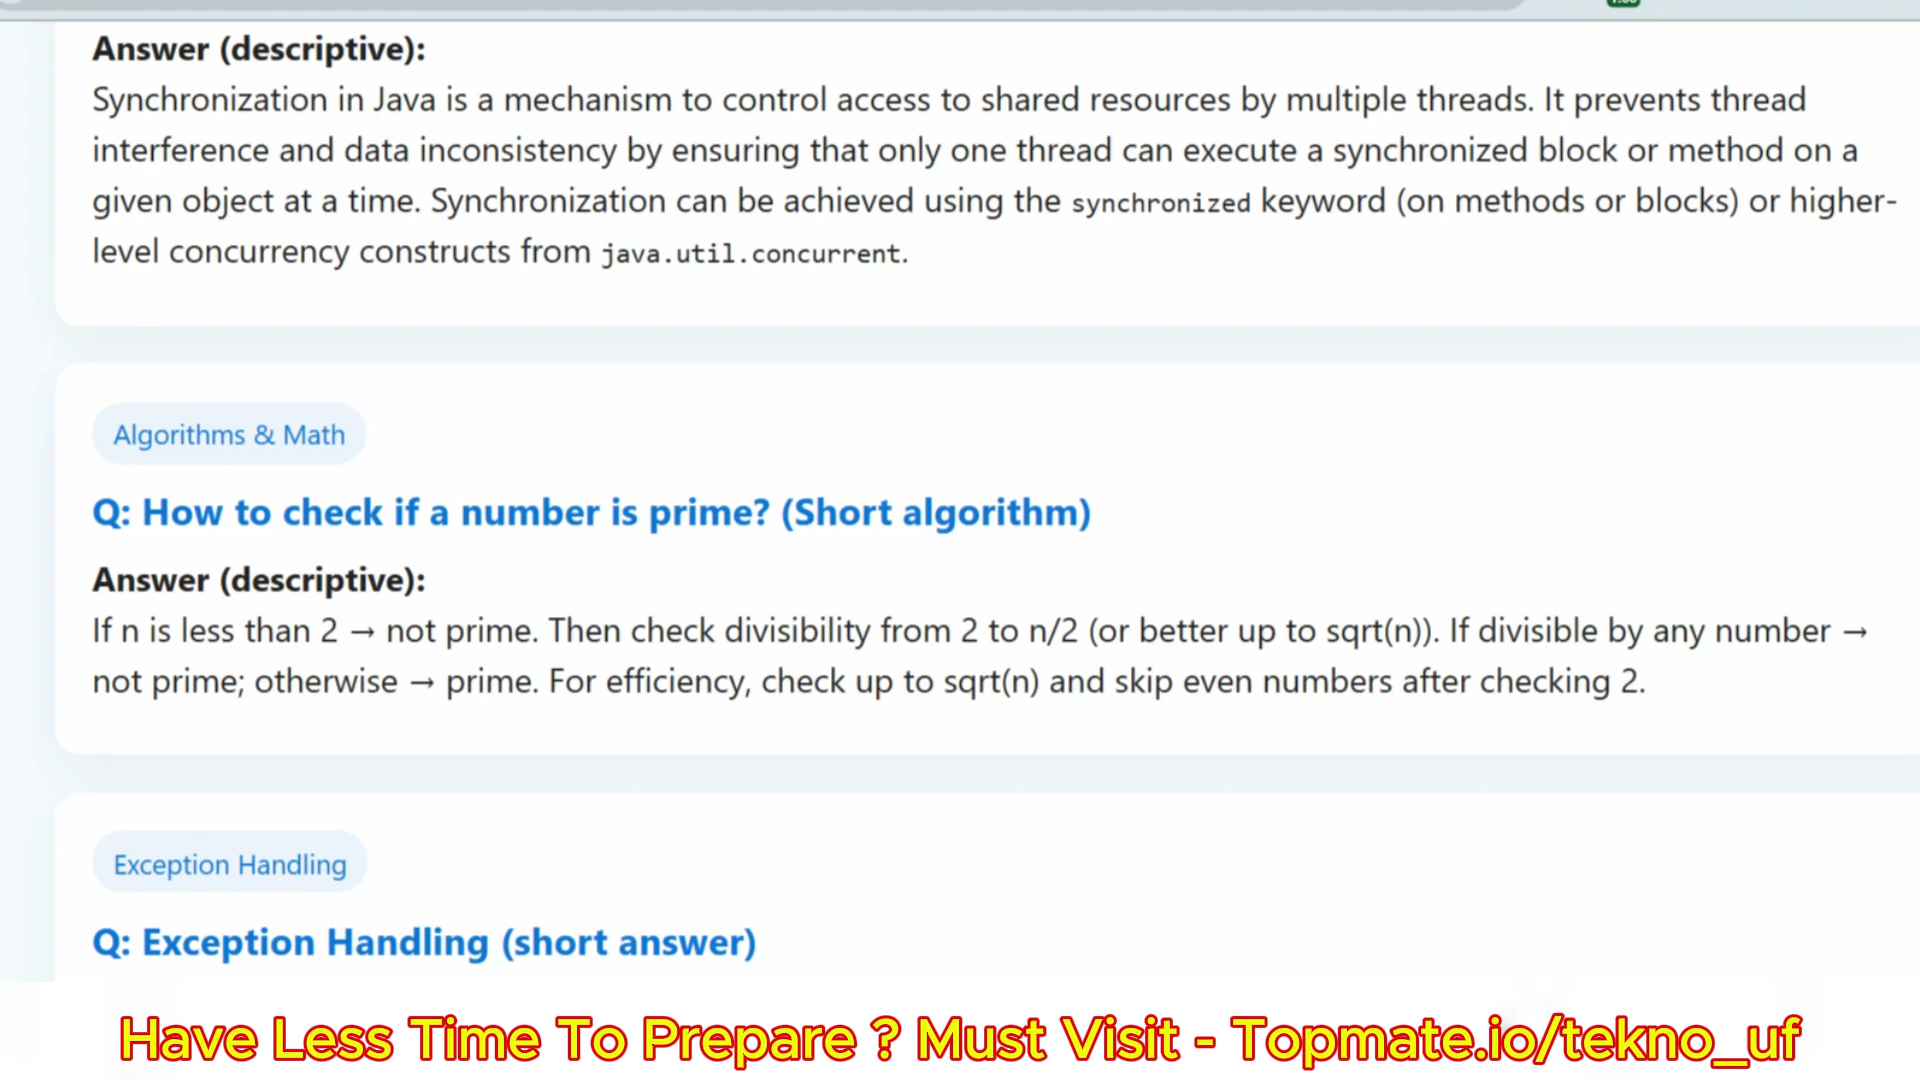 Answer (descriptive):
Synchronization in Java is a mechanism to control access to shared resources by multiple threads. It prevents thread
interference and data inconsistency by ensuring that only one thread can execute a synchronized block or method on a
given object at a time. Synchronization can be achieved using the synchronized keyword (on methods or blocks) or higher-
level concurrency constructs from java.util.concurrent.
Algorithms & Math
Q: How to check if a number is prime? (Short algorithm)
Answer (descriptive):
If n is less than 2 → not prime. Then check divisibility from 2 to n/2 (or better up to sqrt(n)). If divisible by any number →
not prime; otherwise → prime. For efficiency, check up to sqrt(n) and skip even numbers after checking 2.
Exception Handling
Q: Exception Handling (short answer)
Have Less Time To Prepare ? Must Visit - Topmate.io/tekno_uf